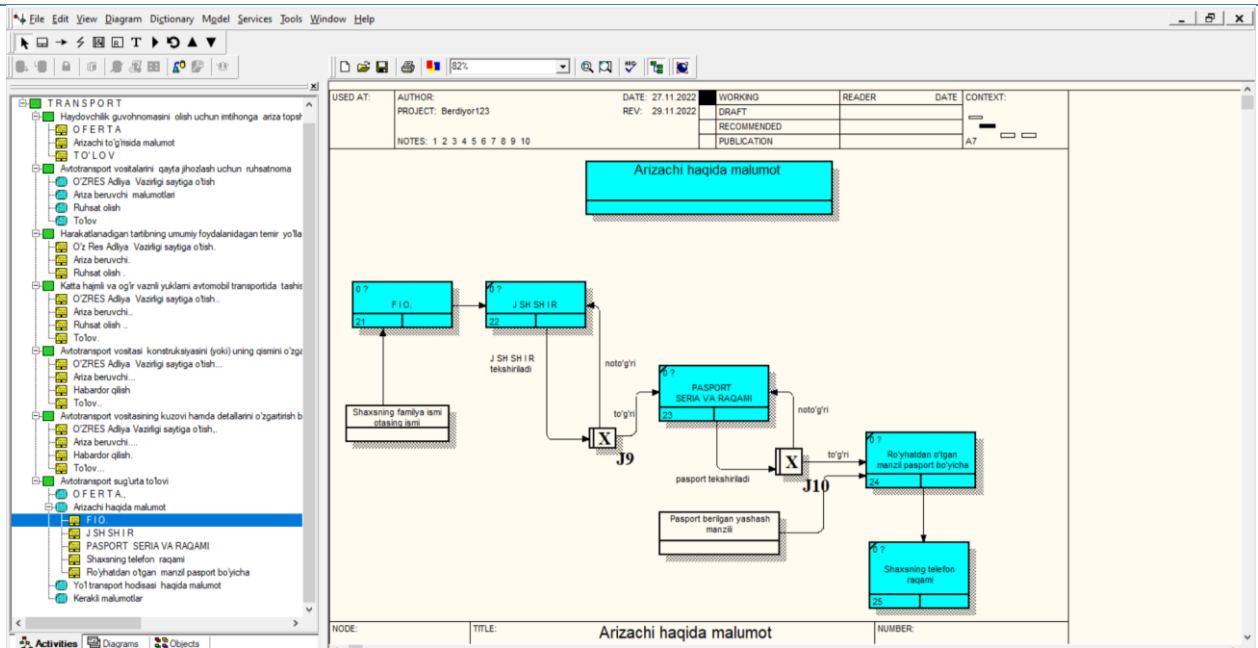 File Edit View Diagram Dictionary Model Services Tools Window Help
82%
TRANSPORT
Haydovchilik guvohnomasini olish uchun imtihonga ariza topsh
OFERTA
Arizachi to'g'risida malumot
TO'LOV
Avtotransport vositalarini qayta jihozlash uchun ruhsatnoma
O'ZRES Adliya Vazirligi saytiga o'tish
Ariza beruvchi malumotlari
Ruhsat olish
To'lov
Harakatlanadigan tartibning umumiy foydalanidagan temir yo'lla
O'z Res Adliya Vazirligi saytiga o'tish.
Ariza beruvchi.
Ruhsat olish .
Katta hajmli va og'ir vaznli yuklarni avtomobil transportida tashis
O'ZRES Adliya Vazirligi saytiga o'tish..
Ariza beruvchi..
Ruhsat olish ..
To'lov.
Avtotransport vositasi konstruksiyasini (yoki) uning qismini o'zga
O'ZRES Adliya Vazirligi saytiga o'tish...
Ariza beruvchi...
Habardor qilish
To'lov..
Avtotransport vositasining kuzovi hamda detallarini o'zgartirish b
O'ZRES Adliya Vazirligi saytiga o'tish,.
Ariza beruvchi....
Habardor qilish.
To'lov...
Avtotransport sug'urta to'lovi
OFERTA,.
Arizachi haqida malumot
F I O.
J SH SH I R
PASPORT SERIA VA RAQAMI
Shaxsning telefon raqami
Ro'yhatdan o'tgan manzil pasport bo'yicha
Yo'l transport hodisasi haqida malumot
Kerakli malumotlar
Activities Diagrams Objects
USED AT: AUTHOR: DATE: 27.11.2022 WORKING READER DATE CONTEXT:
PROJECT: Berdiyor123 REV: 29.11.2022 DRAFT
RECOMMENDED
NOTES: 1 2 3 4 5 6 7 8 9 10 PUBLICATION A7
Arizachi haqida malumot
0 ?
F I O.
21
0 ?
J SH SH I R
22
J SH SH I R
tekshiriladi
noto'g'ri
Shaxsning familya ismi
otasing ismi
X
J9
to'g'ri
0 ?
PASPORT
SERIA VA RAQAMI
23
noto'g'ri
pasport tekshiriladi
X
J10
to'g'ri
0 ?
Ro'yhatdan o'tgan
manzil pasport bo'yicha
24
Pasport berilgan yashash
manzili
0 ?
Shaxsning telefon
raqami
25
NODE: TITLE: Arizachi haqida malumot NUMBER: